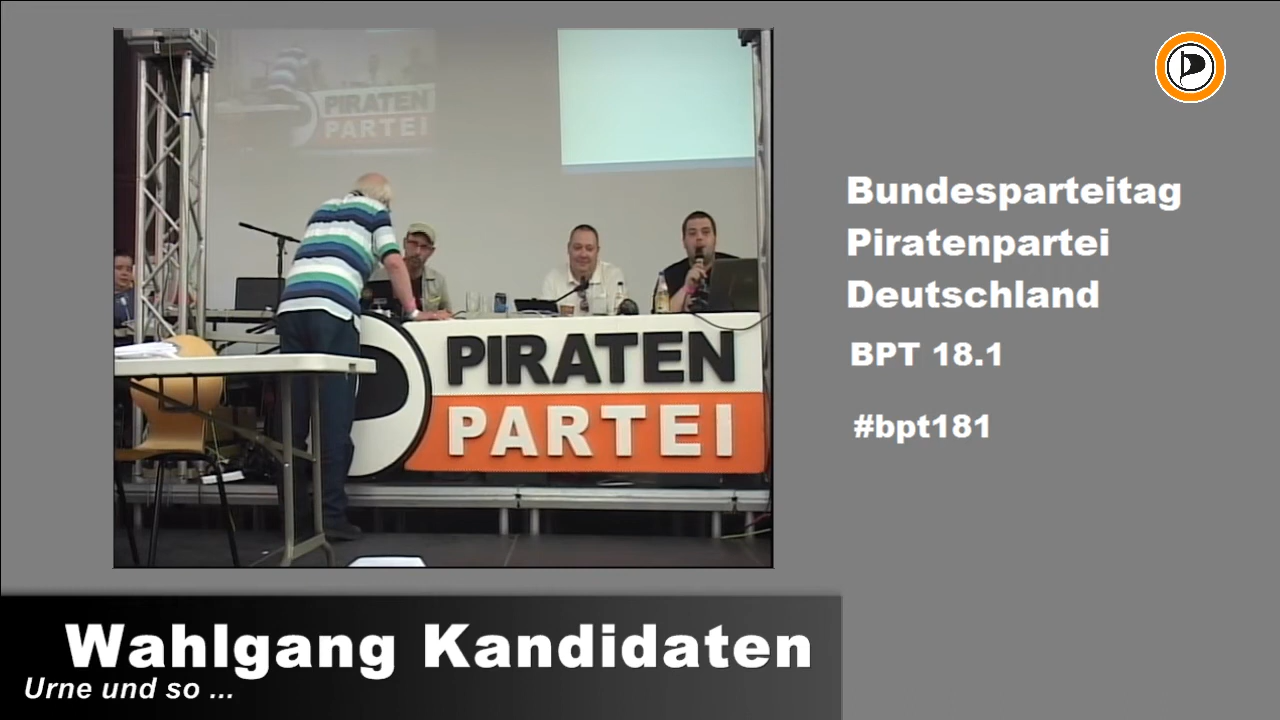 PIRATEN
PARTEI
PIRATEN
PARTEI
Bundesparteitag
Piratenpartei
Deutschland
BPT 18.1
#bpt181
Wahlgang Kandidaten
Urne und so ...